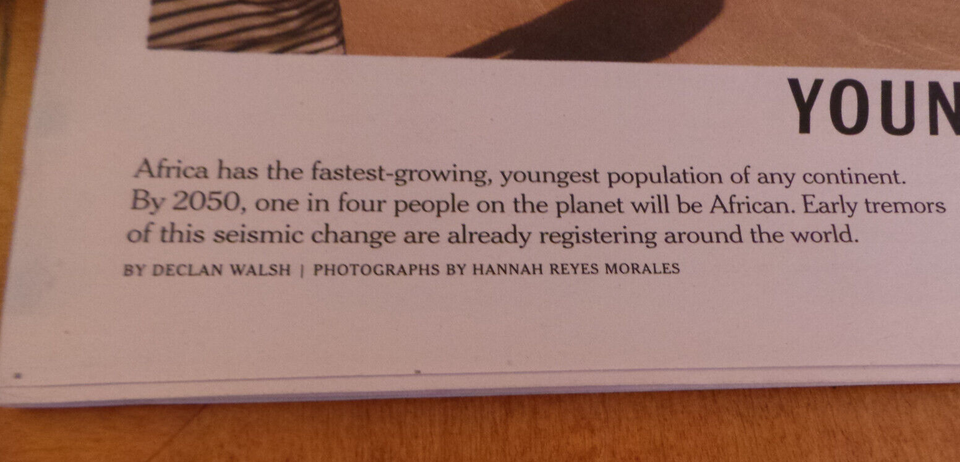 YOUN
Africa has the fastest-growing, youngest population of any continent.
By 2050, one in four people on the planet will be African. Early tremors
of this seismic change are already registering around the world.
BY DECLAN WALSH | PHOTOGRAPHS BY HANNAH REYES MORALES